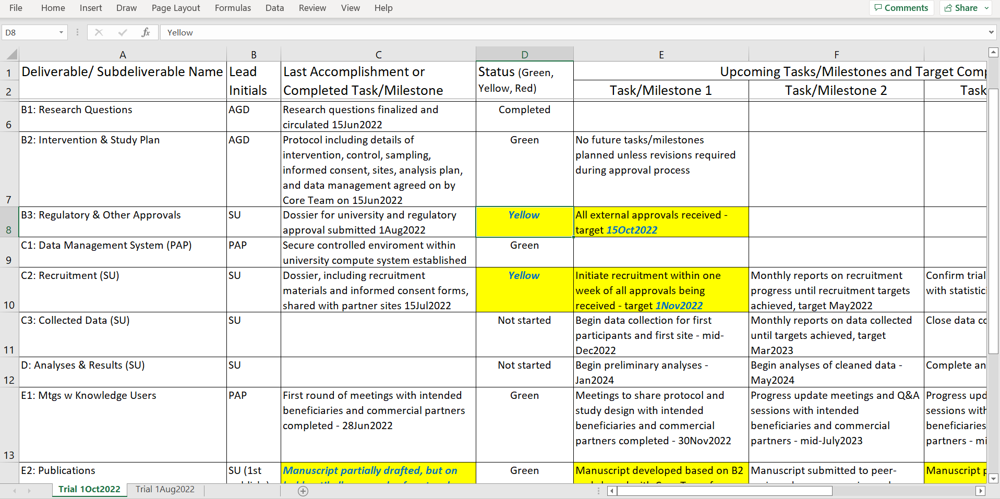 File Home Insert Draw Page Layout Formulas Data Review View Help Comments Share
D8 fx Yellow
A B C D E F
1 2 6 7 8 9 10 11 12 13
Deliverable/ Subdeliverable Name
Lead
Initials
Last Accomplishment or
Completed Task/Milestone
Status (Green,
Yellow, Red)
Upcoming Tasks/Milestones and Target Comp
Task/Milestone 1
Task/Milestone 2
Task
B1: Research Questions
AGD
Research questions finalized and
circulated 15Jun2022
Completed
B2: Intervention & Study Plan
AGD
Protocol including details of
intervention, control, sampling,
informed consent, sites, analysis plan,
and data management agreed on by
Core Team on 15Jun2022
Green
No future tasks/milestones
planned unless revisions required
during approval process
B3: Regulatory & Other Approvals
SU
Dossier for university and regulatory
approval submitted 1Aug2022
Yellow
All external approvals received -
target 15Oct2022
C1: Data Management System (PAP)
PAP
Secure controlled enviroment within
university compute system established
Green
C2: Recruitment (SU)
SU
Dossier, including recruitment
materials and informed consent forms,
shared with partner sites 15Jul2022
Yellow
Initiate recruitment within one
week of all approvals being
received - target 1Nov2022
Monthly reports on recruitment
progress until recruitment targets
achieved, target May2022
Confirm trial
with statistici
C3: Collected Data (SU)
SU
Not started
Begin data collection for first
participants and first site - mid-
Dec2022
Monthly reports on data collected
until targets achieved, target
Mar2023
Close data co
D: Analyses & Results (SU)
SU
Not started
Begin preliminary analyses -
Jan2024
Begin analyses of cleaned data -
May2024
Complete an
E1: Mtgs w Knowledge Users
PAP
First round of meetings with intended
beneficiaries and commercial partners
completed - 28Jun2022
Green
Meetings to share protocol and
study design with intended
beneficiaries and commercial
partners completed - 30Nov2022
Progress update meetings and Q&A
sessions with intended
beneficiaries and commercial
partners - mid-July2023
Progress upd
sessions with
beneficiaries
partners - mi
E2: Publications
SU (1st
Manuscript partially drafted, but on
Green
Manuscript developed based on B2
Manuscript submitted to peer-
Manuscript p
Trial 1Oct2022 Trial 1Aug2022